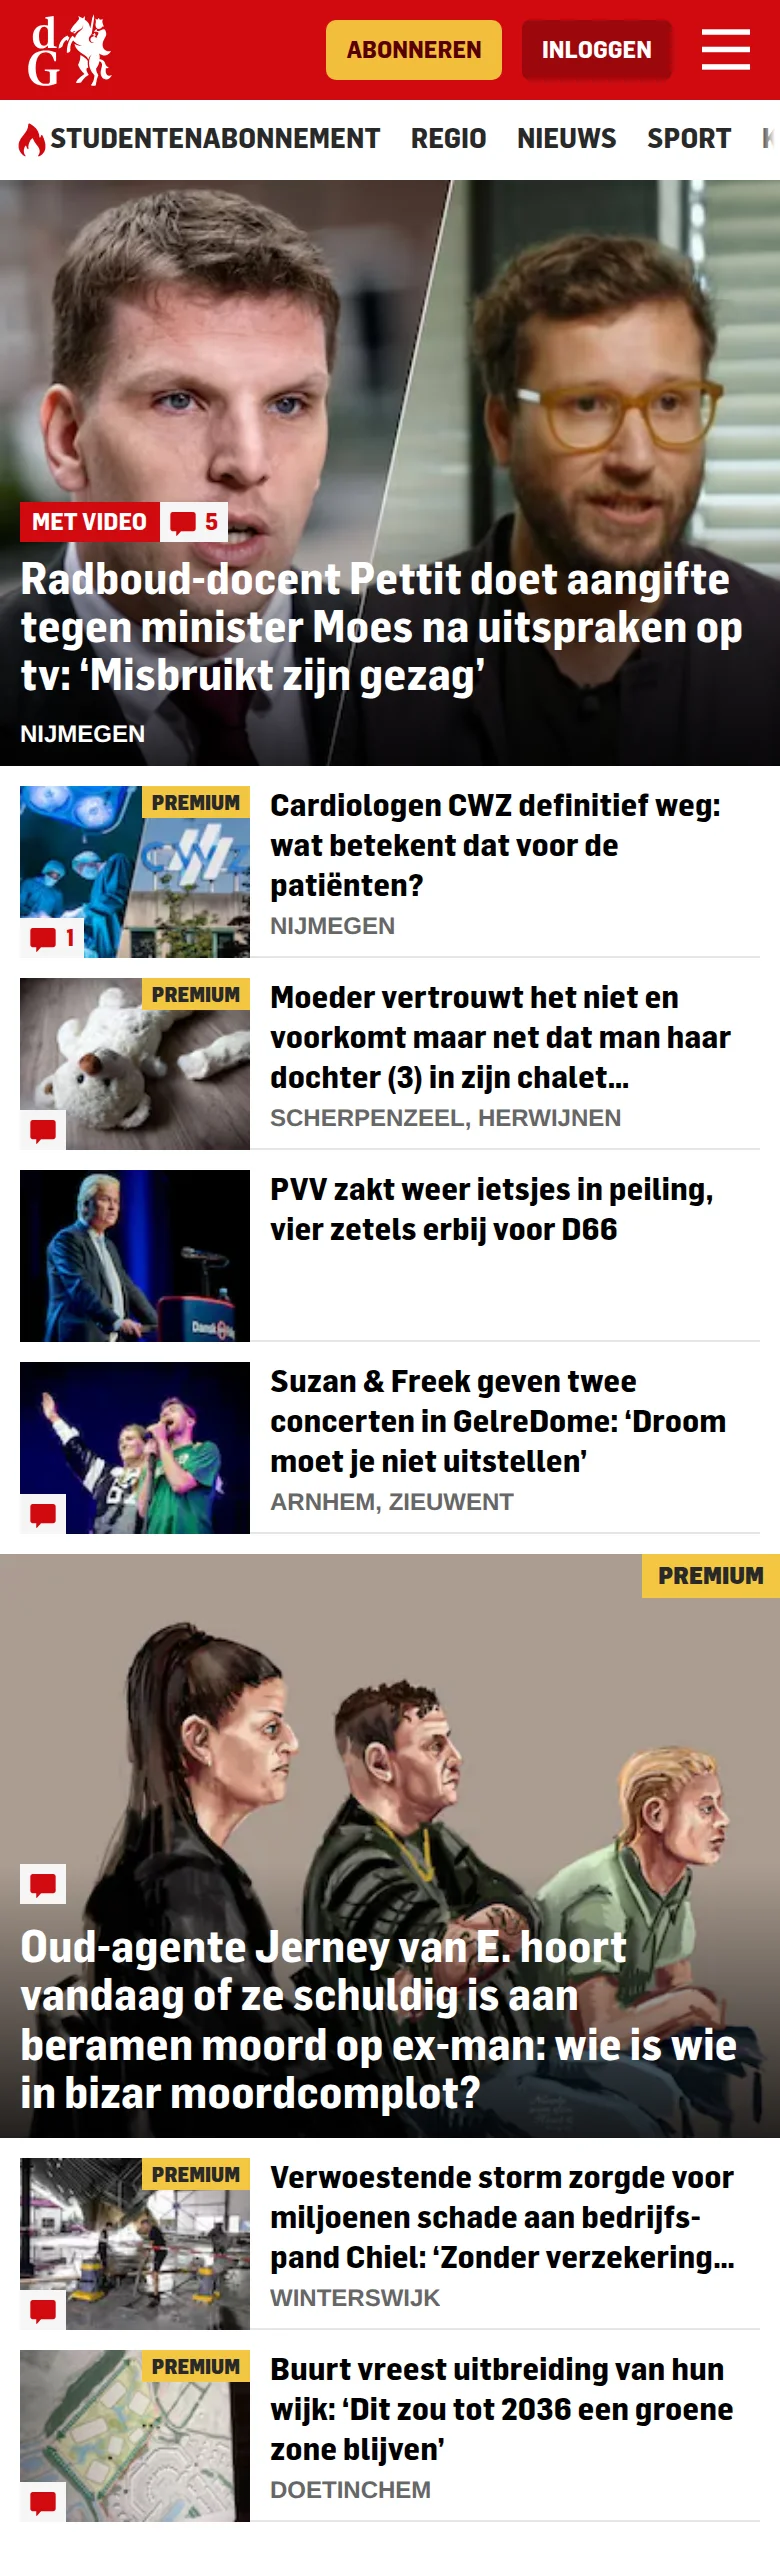 dG
ABONNEREN
INLOGGEN
STUDENTENABONNEMENT REGIO NIEUWS SPORT
MET VIDEO 5
Radboud-docent Pettit doet aangifte
tegen minister Moes na uitspraken op
tv: ‘Misbruikt zijn gezag’
NIJMEGEN
PREMIUM
CWZ
1
Cardiologen CWZ definitief weg:
wat betekent dat voor de
patiënten?
NIJMEGEN
PREMIUM
Moeder vertrouwt het niet en
voorkomt maar net dat man haar
dochter (3) in zijn chalet...
SCHERPENZEEL, HERWIJNEN
PVV zakt weer ietsjes in peiling,
vier zetels erbij voor D66
Suzan & Freek geven twee
concerten in GelreDome: ‘Droom
moet je niet uitstellen’
ARNHEM, ZIEUWENT
PREMIUM
Oud-agente Jerney van E. hoort
vandaag of ze schuldig is aan
beramen moord op ex-man: wie is wie
in bizar moordcomplot?
PREMIUM
Verwoestende storm zorgde voor
miljoenen schade aan bedrijfs-
pand Chiel: ‘Zonder verzekering...
WINTERSWIJK
PREMIUM
Buurt vreest uitbreiding van hun
wijk: ‘Dit zou tot 2036 een groene
zone blijven’
DOETINCHEM